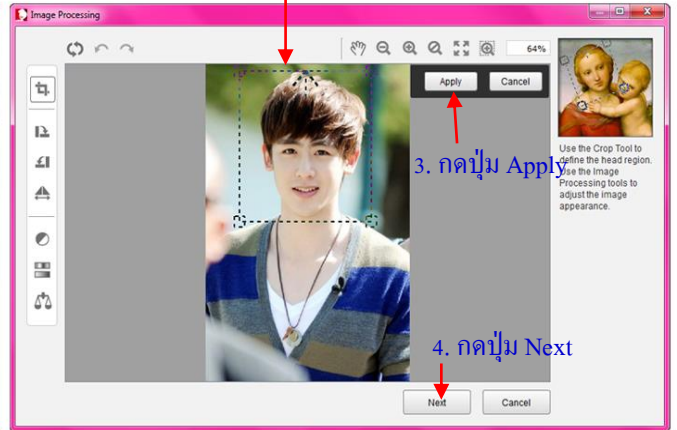 Image Processing
64%
Apply
Cancel
3. กดปุ่ม Apply
Use the Crop Tool to
define the head region.
Use the Image
Processing tools to
adjust the image
appearance.
4. กดปุ่ม Next
Next
Cancel